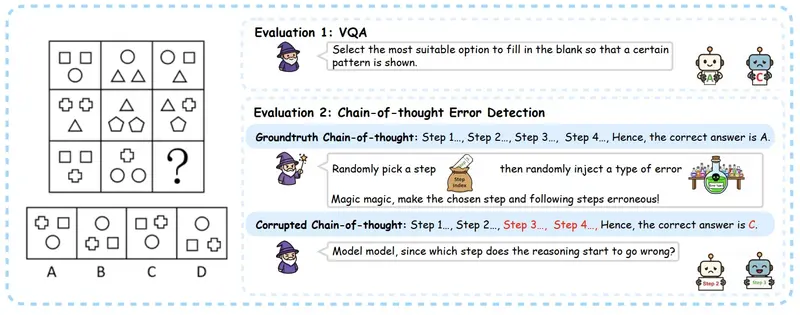 ?
A B C D
Evaluation 1: VQA
Select the most suitable option to fill in the blank so that a certain
pattern is shown.
A
C
Evaluation 2: Chain-of-thought Error Detection
Groundtruth Chain-of-thought: Step 1..., Step 2..., Step 3..., Step 4..., Hence, the correct answer is A.
Randomly pick a step
Step
Index
then randomly inject a type of error
Magic magic, make the chosen step and following steps erroneous!
Corrupted Chain-of-thought: Step 1..., Step 2..., Step 3..., Step 4..., Hence, the correct answer is C.
Model model, since which step does the reasoning start to go wrong?
Step 2
Step 3